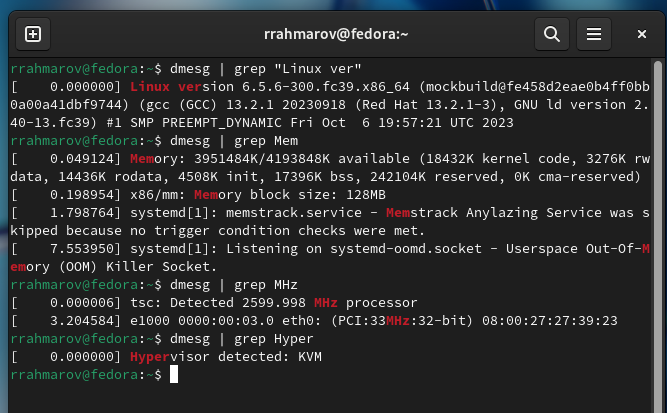 rrahmarov@fedora:~
rrahmarov@fedora:~$ dmesg | grep "Linux ver"
[    0.000000] Linux version 6.5.6-300.fc39.x86_64 (mockbuild@fe458d2eae0b4ff0bb
0a00a41dbf9744) (gcc (GCC) 13.2.1 20230918 (Red Hat 13.2.1-3), GNU ld version 2.
40-13.fc39) #1 SMP PREEMPT_DYNAMIC Fri Oct  6 19:57:21 UTC 2023
rrahmarov@fedora:~$ dmesg | grep Mem
[    0.049124] Memory: 3951484K/4193848K available (18432K kernel code, 3276K rw
data, 14436K rodata, 4508K init, 17396K bss, 242104K reserved, 0K cma-reserved)
[    0.198954] x86/mm: Memory block size: 128MB
[    1.798764] systemd[1]: memstrack.service - Memstrack Anylazing Service was s
kipped because no trigger condition checks were met.
[    7.553950] systemd[1]: Listening on systemd-oomd.socket - Userspace Out-Of-M
emory (OOM) Killer Socket.
rrahmarov@fedora:~$ dmesg | grep MHz
[    0.000006] tsc: Detected 2599.998 MHz processor
[    3.204584] e1000 0000:00:03.0 eth0: (PCI:33MHz:32-bit) 08:00:27:27:39:23
rrahmarov@fedora:~$ dmesg | grep Hyper
[    0.000000] Hypervisor detected: KVM
rrahmarov@fedora:~$